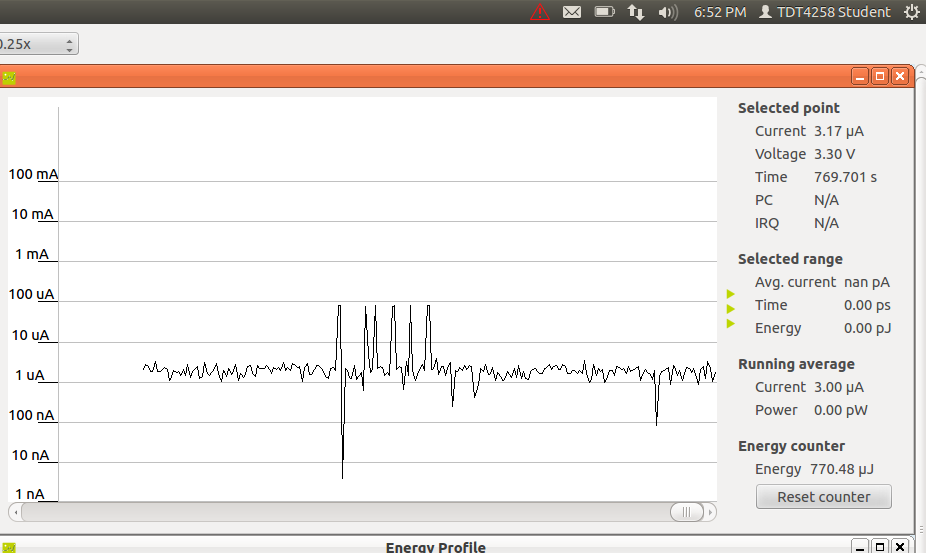 6:52 PM TDT4258 Student
0.25x
100 mA
10 mA
1 mA
100 uA
10 uA
1 uA
100 nA
10 nA
1 nA
Selected point
Current 3.17 µA
Voltage 3.30 V
Time 769.701 s
PC N/A
IRQ N/A
Selected range
Avg. current nan pA
Time 0.00 ps
Energy 0.00 pJ
Running average
Current 3.00 µA
Power 0.00 pW
Energy counter
Energy 770.48 µJ
Reset counter
Energy Profile